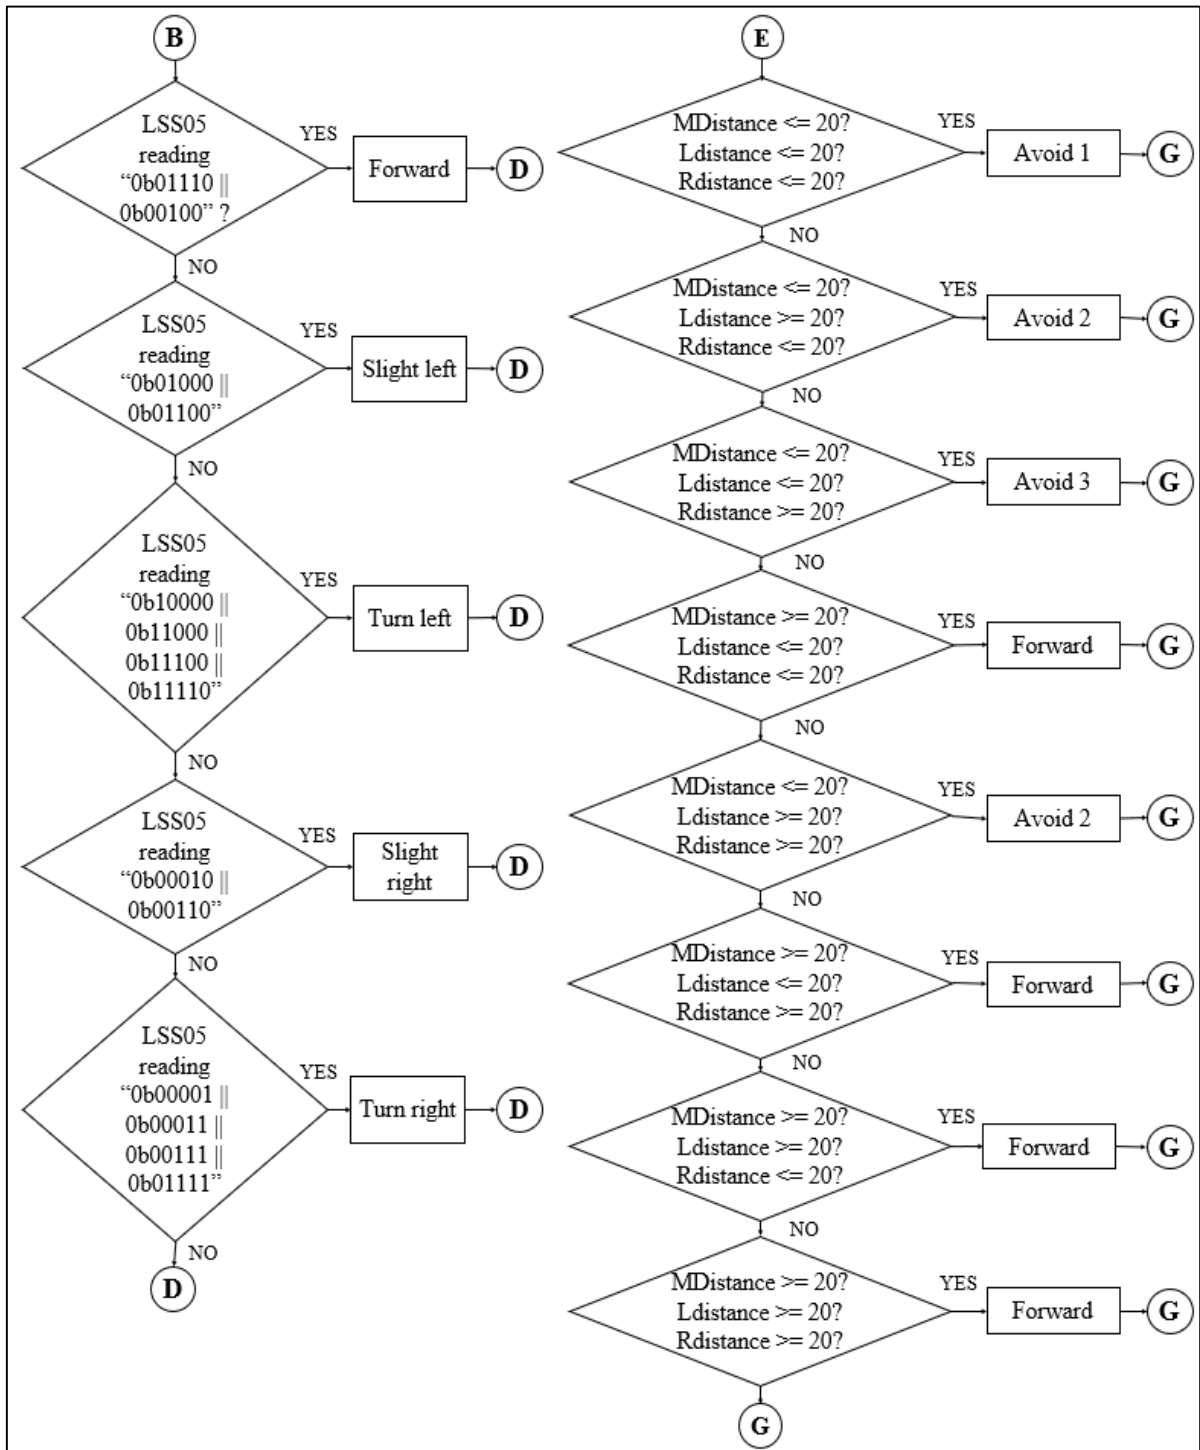 B
LSS05
reading
“0b01110 ||
0b00100” ?
YES
Forward
D
NO
LSS05
reading
“0b01000 ||
0b01100”
YES
Slight left
D
NO
LSS05
reading
“0b10000 ||
0b11000 ||
0b11100 ||
0b11110”
YES
Turn left
D
NO
LSS05
reading
“0b00010 ||
0b00110”
YES
Slight
right
D
NO
LSS05
reading
“0b00001 ||
0b00011 ||
0b00111 ||
0b01111”
YES
Turn right
D
NO
D
E
MDistance <= 20?
Ldistance <= 20?
Rdistance <= 20?
YES
Avoid 1
G
NO
MDistance <= 20?
Ldistance >= 20?
Rdistance <= 20?
YES
Avoid 2
G
NO
MDistance <= 20?
Ldistance <= 20?
Rdistance >= 20?
YES
Avoid 3
G
NO
MDistance >= 20?
Ldistance <= 20?
Rdistance <= 20?
YES
Forward
G
NO
MDistance <= 20?
Ldistance >= 20?
Rdistance >= 20?
YES
Avoid 2
G
NO
MDistance >= 20?
Ldistance <= 20?
Rdistance >= 20?
YES
Forward
G
NO
MDistance >= 20?
Ldistance >= 20?
Rdistance <= 20?
YES
Forward
G
NO
MDistance >= 20?
Ldistance >= 20?
Rdistance >= 20?
YES
Forward
G
G